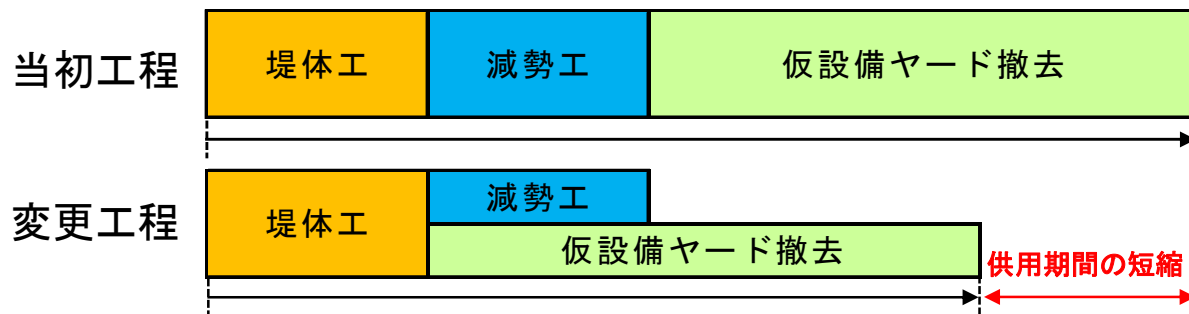 当初工程
堤体工
減勢工
仮設備ヤード撤去
変更工程
堤体工
減勢工
仮設備ヤード撤去
供用期間の短縮